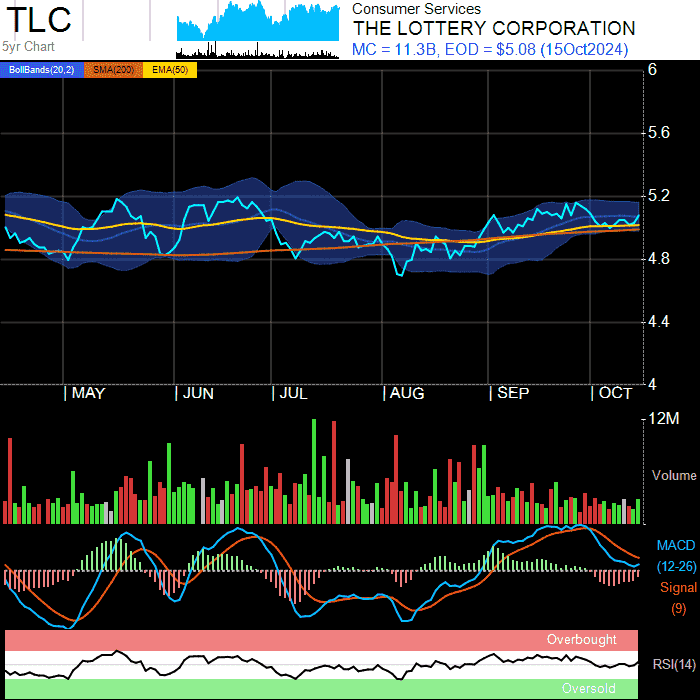 TLC
5yr Chart
Consumer Services
THE LOTTERY CORPORATION
MC = 11.3B, EOD = $5.08 (15Oct2024)
BollBands(20,2) SMA(200) EMA(50)
6
5.6
5.2
4.8
4.4
4
MAY JUN JUL AUG SEP OCT
12M
Volume
MACD
(12-26)
Signal
(9)
Overbought
RSI(14)
Oversold